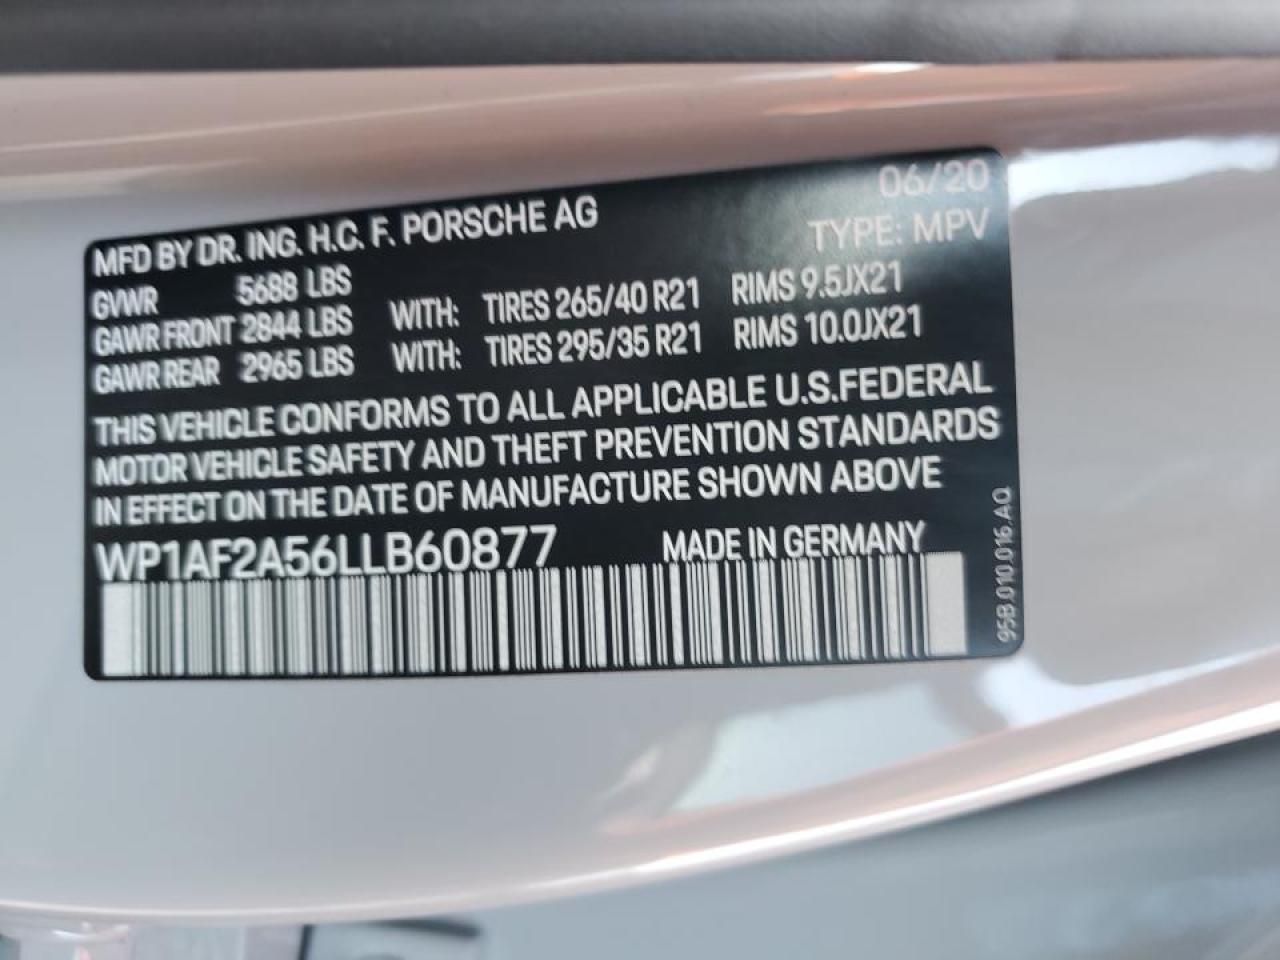 06/20
MFD BY DR. ING. H.C. F. PORSCHE AG TYPE: MPV
GVWR 5688 LBS
GAWR FRONT 2844 LBS WITH: TIRES 265/40 R21 RIMS 9.5JX21
GAWR REAR 2965 LBS WITH: TIRES 295/35 R21 RIMS 10.0JX21
THIS VEHICLE CONFORMS TO ALL APPLICABLE U.S.FEDERAL
MOTOR VEHICLE SAFETY AND THEFT PREVENTION STANDARDS
IN EFFECT ON THE DATE OF MANUFACTURE SHOWN ABOVE
WP1AF2A56LLB60877 MADE IN GERMANY
95B.010.016.AQ